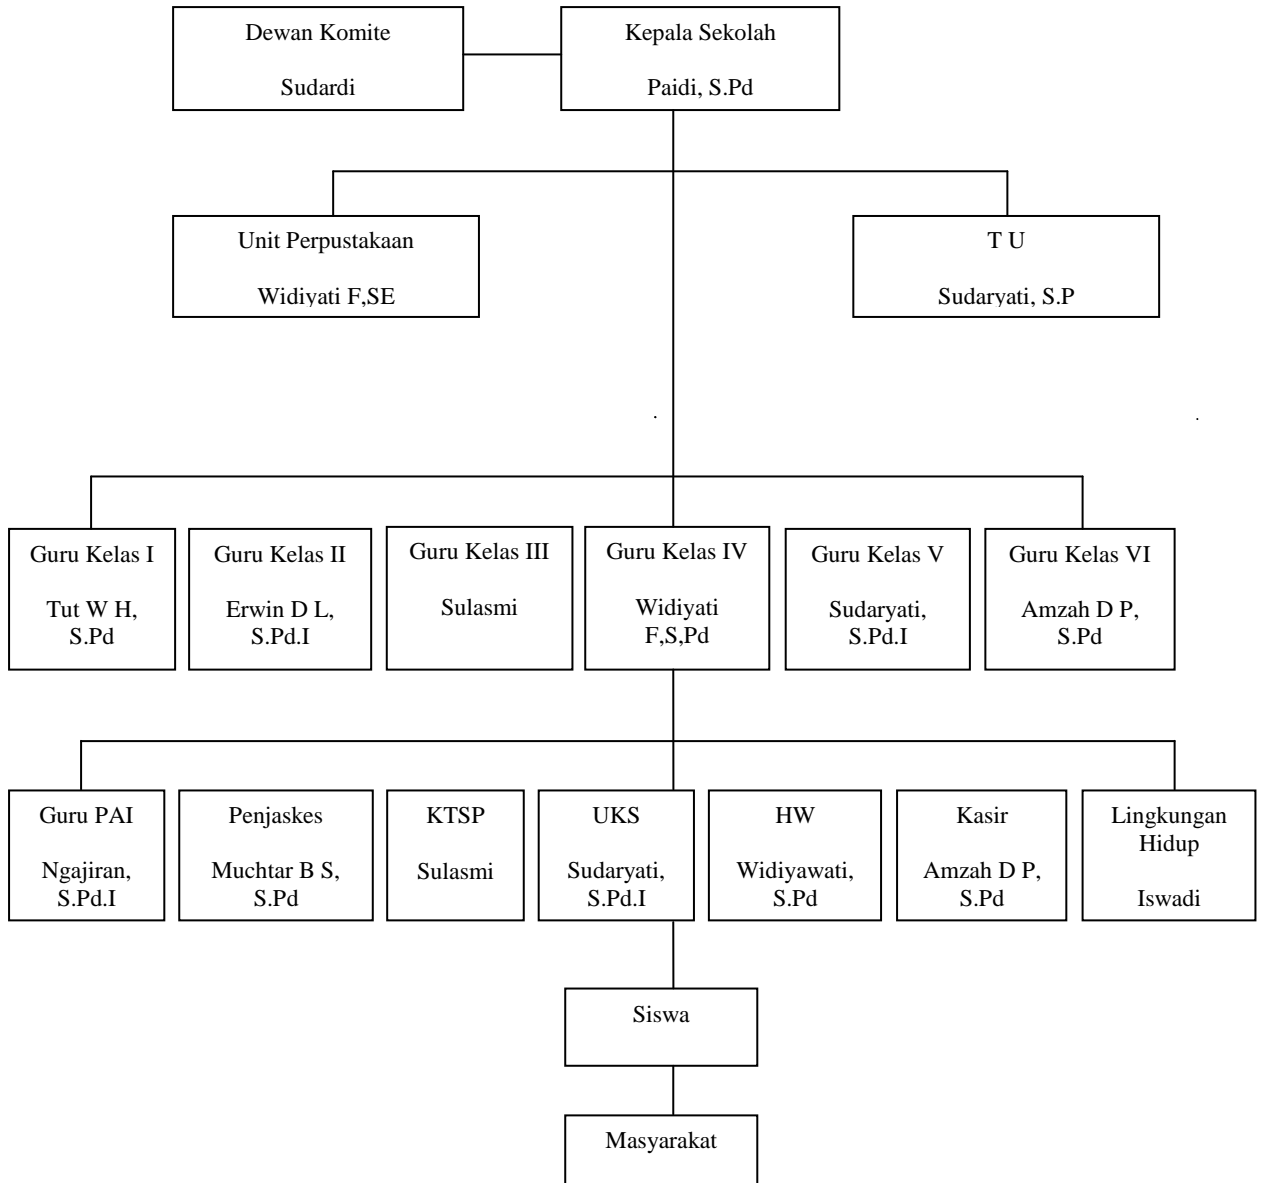 Dewan Komite
Sudardi
Kepala Sekolah
Paidi, S.Pd
Unit Perpustakaan
Widiyati F,SE
T U
Sudaryati, S.P
Guru Kelas I
Tut W H,
S.Pd
Guru Kelas II
Erwin D L,
S.Pd.I
Guru Kelas III
Sulasmi
Guru Kelas IV
Widiyati
F,S,Pd
Guru Kelas V
Sudaryati,
S.Pd.I
Guru Kelas VI
Amzah D P,
S.Pd
Guru PAI
Ngajiran,
S.Pd.I
Penjaskes
Muchtar B S,
S.Pd
KTSP
Sulasmi
UKS
Sudaryati,
S.Pd.I
HW
Widiyawati,
S.Pd
Kasir
Amzah D P,
S.Pd
Lingkungan
Hidup
Iswadi
Siswa
Masyarakat